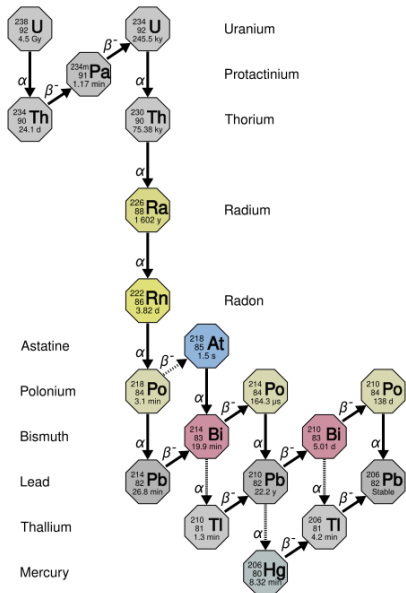 238 92 U 4.5 Gy
234 92 U 245.5 ky
Uranium
α
β⁻
234m 91 Pa 1.17 min
β⁻
α
Protactinium
234 90 Th 24.1 d
230 90 Th 75.38 ky
Thorium
α
226 88 Ra 1 602 y
Radium
α
222 86 Rn 3.82 d
Radon
α
β⁻
218 85 At 1.5 s
Astatine
Polonium
218 84 Po 3.1 min
α
214 84 Po 164.3 µs
210 84 Po 138 d
Bismuth
α
β⁻
214 83 Bi 19.9 min
β⁻
α
β⁻
210 83 Bi 5.01 d
β⁻
α
Lead
214 82 Pb 26.8 min
α
210 82 Pb 22.2 y
α
206 82 Pb Stable
Thallium
210 81 Tl 1.3 min
β⁻
α
206 81 Tl 4.2 min
β⁻
Mercury
206 80 Hg 8.32 min
β⁻